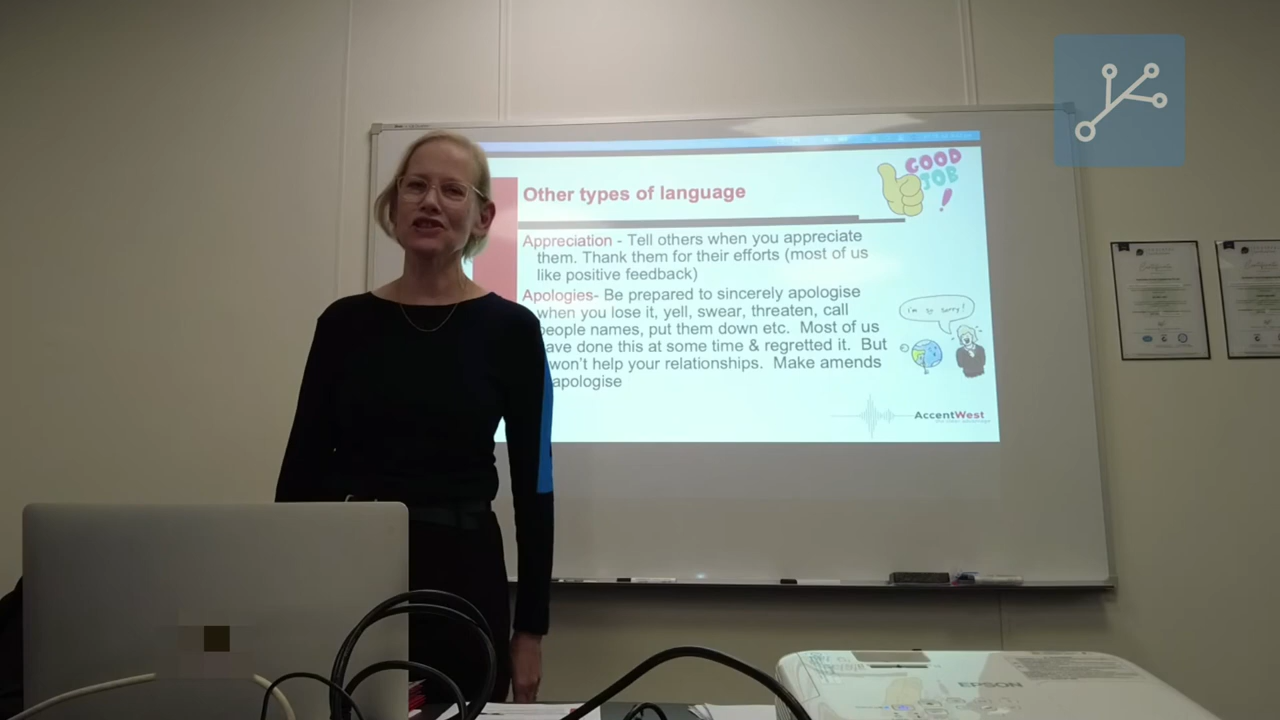 GOOD
JOB
!
Other types of language
Appreciation - Tell others when you appreciate
them. Thank them for their efforts (most of us
like positive feedback)
Apologies- Be prepared to sincerely apologise
when you lose it, yell, swear, threaten, call
people names, put them down etc. Most of us
ave done this at some time & regretted it. But
won't help your relationships. Make amends
apologise
i'm so sorry!
AccentWest
EPSON